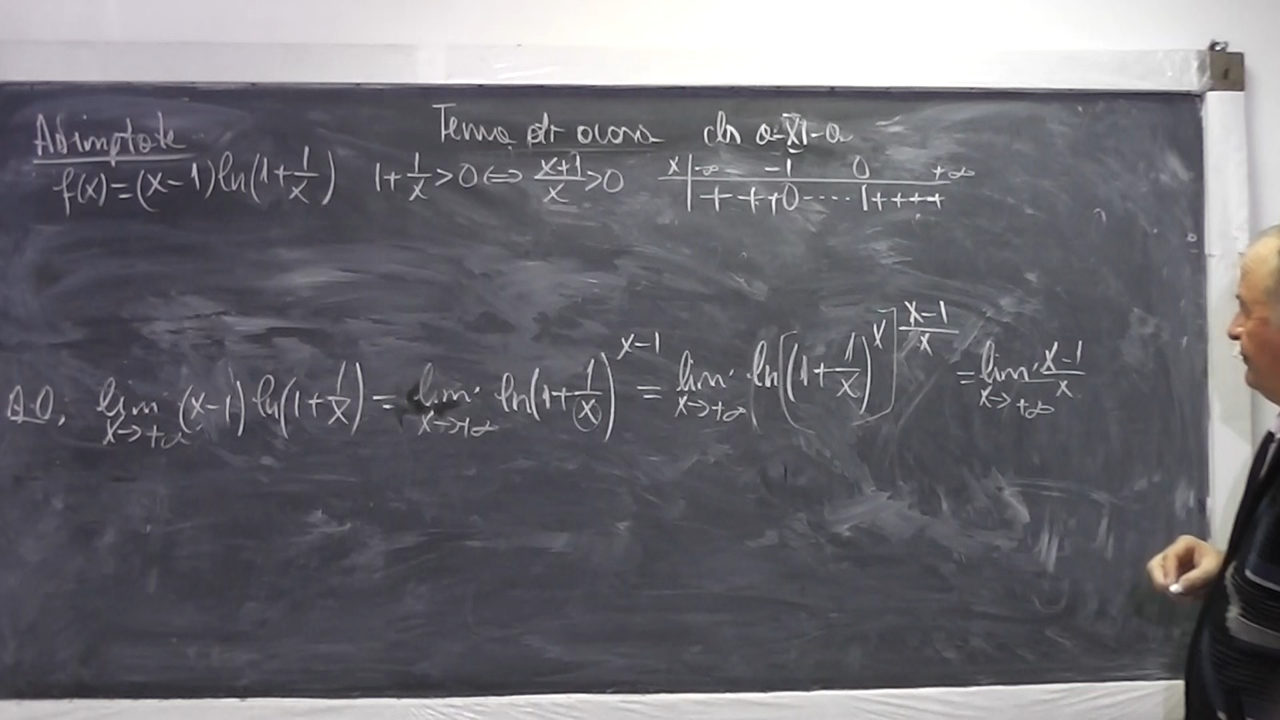 Asimptote
Tema pt acasă cls a-XI-a
f(x)=(x-1)ln(1+1/x) 1+1/x>0⇔(x+1)/x>0
x | -∞ -1 0 +∞
+ + + 0 - - - - | + + + +
A.O. lim x→+∞ (x-1)ln(1+1/x) = lim x→+∞ ln(1+1/x)^(x-1) = lim x→+∞ ln[(1+1/x)^x]^((x-1)/x) = lim x→+∞ (x-1)/x